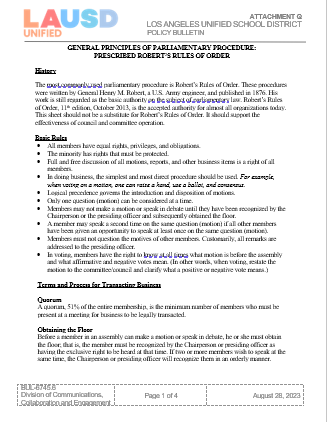 LAUSD
UNIFIED
ATTACHMENT Q
LOS ANGELES UNIFIED SCHOOL DISTRICT
POLICY BULLETIN
GENERAL PRINCIPLES OF PARLIAMENTARY PROCEDURE:
PRESCRIBED ROBERT'S RULES OF ORDER
History
The most commonly used parliamentary procedure is Robert's Rules of Order. These procedures
were written by General Henry M. Robert, a U.S. Army engineer, and published in 1876. His
work is still regarded as the basic authority on the subject of parliamentary law. Robert's Rules
of Order, 11th edition, October 2013, is the accepted authority for almost all organizations today.
This sheet should not be a substitute for Robert's Rules of Order. It should support the
effectiveness of council and committee operation.
Basic Rules
• All members have equal rights, privileges, and obligations.
• The minority has rights that must be protected.
• Full and free discussion of all motions, reports, and other business items is a right of all
members.
• In doing business, the simplest and most direct procedure should be used. For example,
when voting on a motion, one can raise a hand, use a ballot, and consensus.
• Logical precedence governs the introduction and disposition of motions.
• Only one question (motion) can be considered at a time.
• Members may not make a motion or speak in debate until they have been recognized by the
Chairperson or the presiding officer and subsequently obtained the floor.
• A member may speak a second time on the same question (motion) if all other members
have been given an opportunity to speak at least once on the same question (motion).
• Members must not question the motives of other members. Customarily, all remarks are
addressed to the presiding officer.
• In voting, members have the right to know at all times what motion is before the assembly
and what affirmative and negative votes mean. (In other words, when voting, restate the
motion to the committee/council and clarify what a positive or negative vote means.)
Terms and Process for Transacting Business
Quorum
A quorum, 51% of the entire membership, is the minimum number of members who must be
present at a meeting for business to be legally transacted.
Obtaining the Floor
Before a member in an assembly can make a motion or speak in debate, he or she must obtain the
floor; that is, the member must be recognized by the Chairperson or presiding officer as
having the exclusive right to be heard at that time. If two or more members wish to speak at
the same time, the Chairperson will recognize them in an orderly manner.
BUL-6745.6
Division of Communications,
Collaboration and Engagement
Page 1 of 4
August 28, 2023